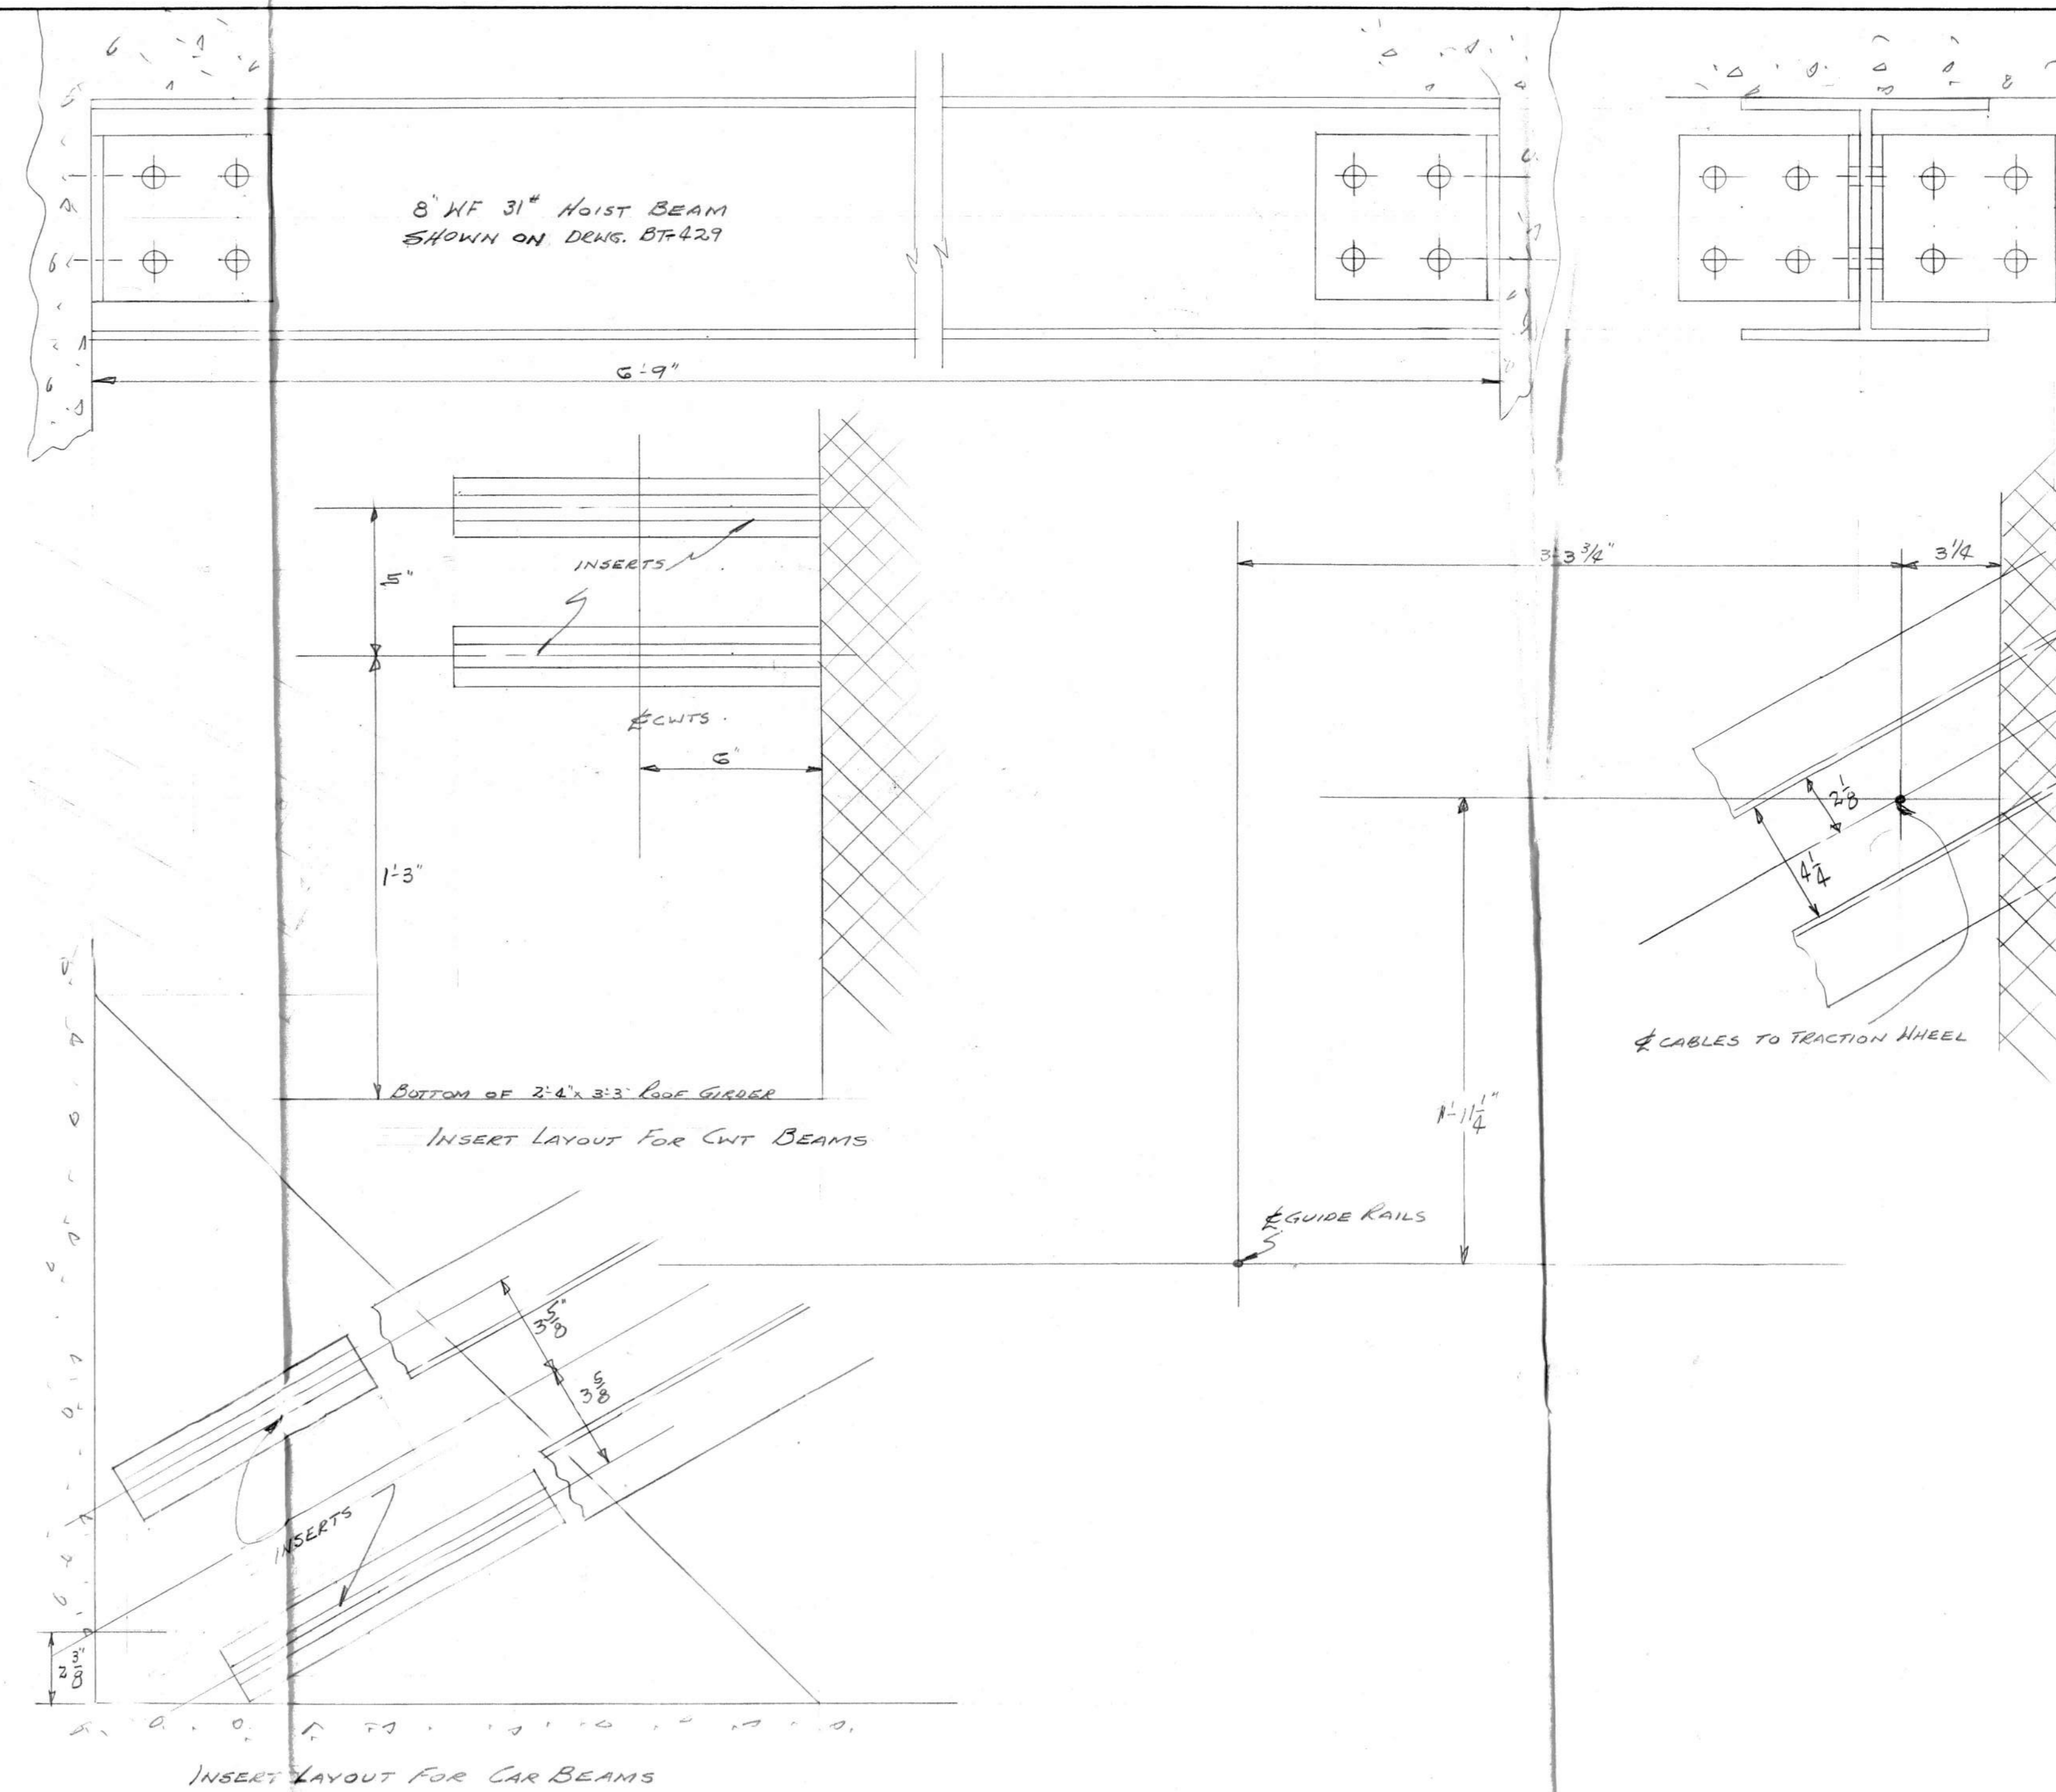 8" WF 31# HOIST BEAM
SHOWN ON DRWG. BT-429
6'-9"
INSERTS
5"
℄ CWTS.
6"
1'-3"
BOTTOM OF 2'-4" x 3'-3" ROOF GIRDER
INSERT LAYOUT FOR CWT BEAMS
3'-3 3/4"
3 1/4
2 1/8
4 1/4
℄ CABLES TO TRACTION WHEEL
1'-11 1/4"
℄ GUIDE RAILS
3 5/8"
3 5/8
INSERTS
2 3/8"
INSERT LAYOUT FOR CAR BEAMS